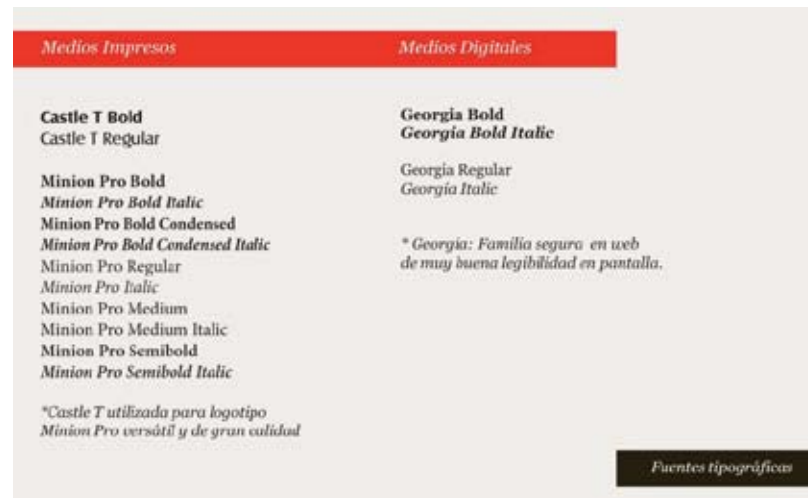 Medios Impresos
Medios Digitales
Castle T Bold
Castle T Regular
Minion Pro Bold
Minion Pro Bold Italic
Minion Pro Bold Condensed
Minion Pro Bold Condensed Italic
Minion Pro Regular
Minion Pro Italic
Minion Pro Medium
Minion Pro Medium Italic
Minion Pro Semibold
Minion Pro Semibold Italic
*Castle T utilizada para logotipo
Minion Pro versátil y de gran calidad
Georgia Bold
Georgia Bold Italic
Georgia Regular
Georgia Italic
* Georgia: Familia segura en web
de muy buena legibilidad en pantalla.
Fuentes tipográficas